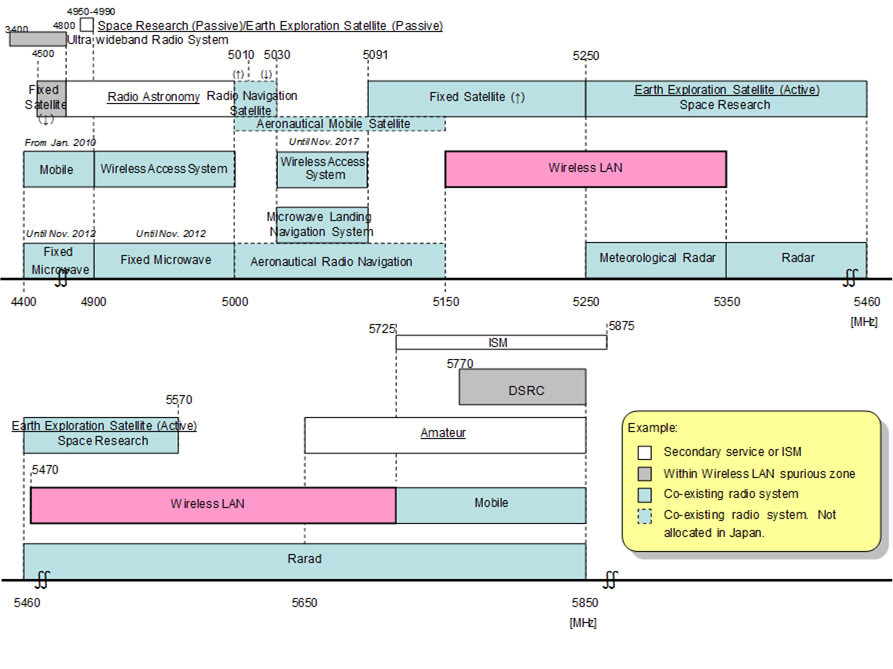 4950-4990
Space Research (Passive)/Earth Exploration Satellite (Passive)
3400
4800
Ultra wideband Radio System
4500
5010
5030
5091
5250
(↑)
(↓)
Fixed
Satellite
(↓)
Radio Astronomy
Radio Navigation
Satellite
Fixed Satellite (↑)
Earth Exploration Satellite (Active)
Space Research
Aeronautical Mobile Satellite
From Jan. 2010
Until Nov. 2017
Mobile
Wireless Access System
Wireless Access
System
Wireless LAN
Microwave Landing
Navigation System
Until Nov. 2012
Until Nov. 2012
Fixed
Microwave
Fixed Microwave
Aeronautical Radio Navigation
Meteorological Radar
Radar
4400
4900
5000
5150
5250
5350
5460
[MHz]
5725
5875
ISM
5770
DSRC
5570
Earth Exploration Satellite (Active)
Space Research
Amateur
5470
Wireless LAN
Mobile
Rarad
5460
5650
5850
[MHz]
Example:
Secondary service or ISM
Within Wireless LAN spurious zone
Co-existing radio system
Co-existing radio system. Not
allocated in Japan.